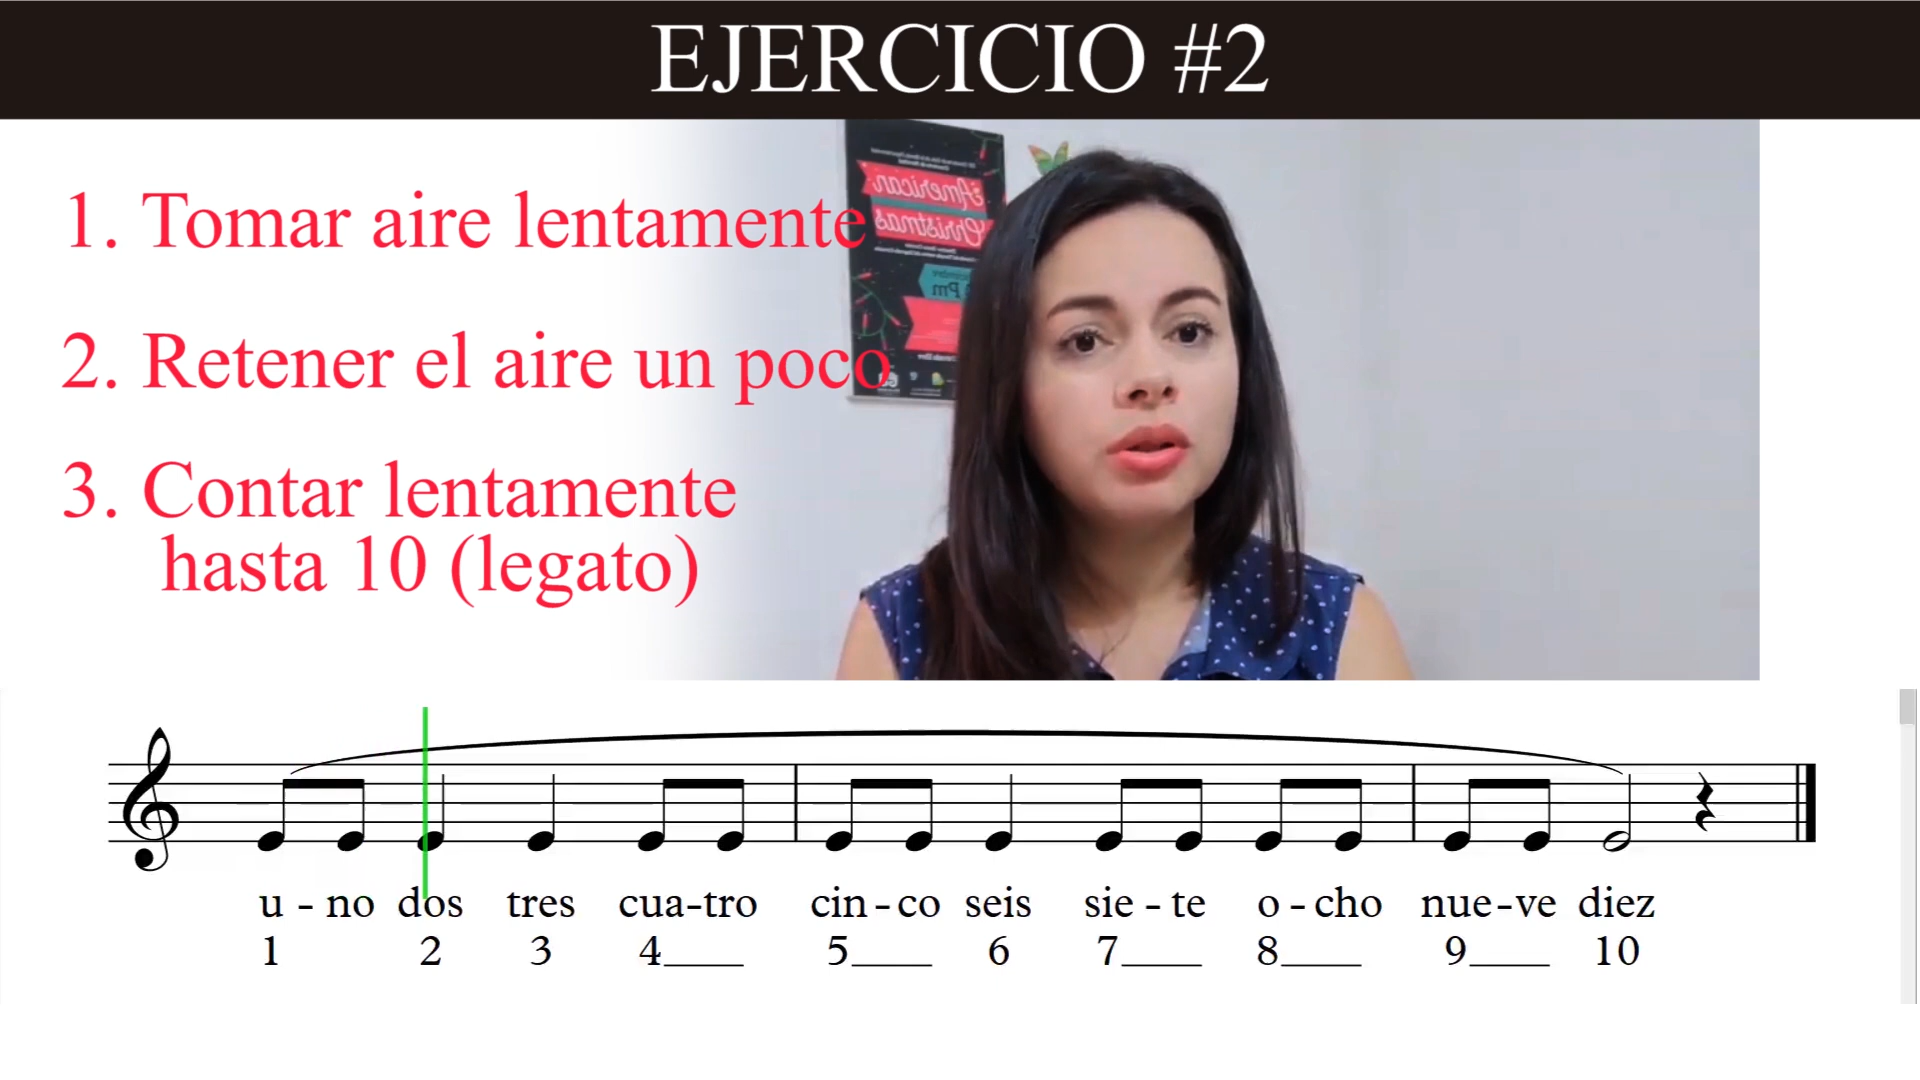 EJERCICIO #2
1. Tomar aire lentamente
2. Retener el aire un poco
3. Contar lentamente
hasta 10 (legato)
American
Christmas
u - no dos tres cua-tro cin-co seis sie-te o-cho nue-ve diez
1 2 3 4____ 5____ 6 7____ 8____ 9____ 10